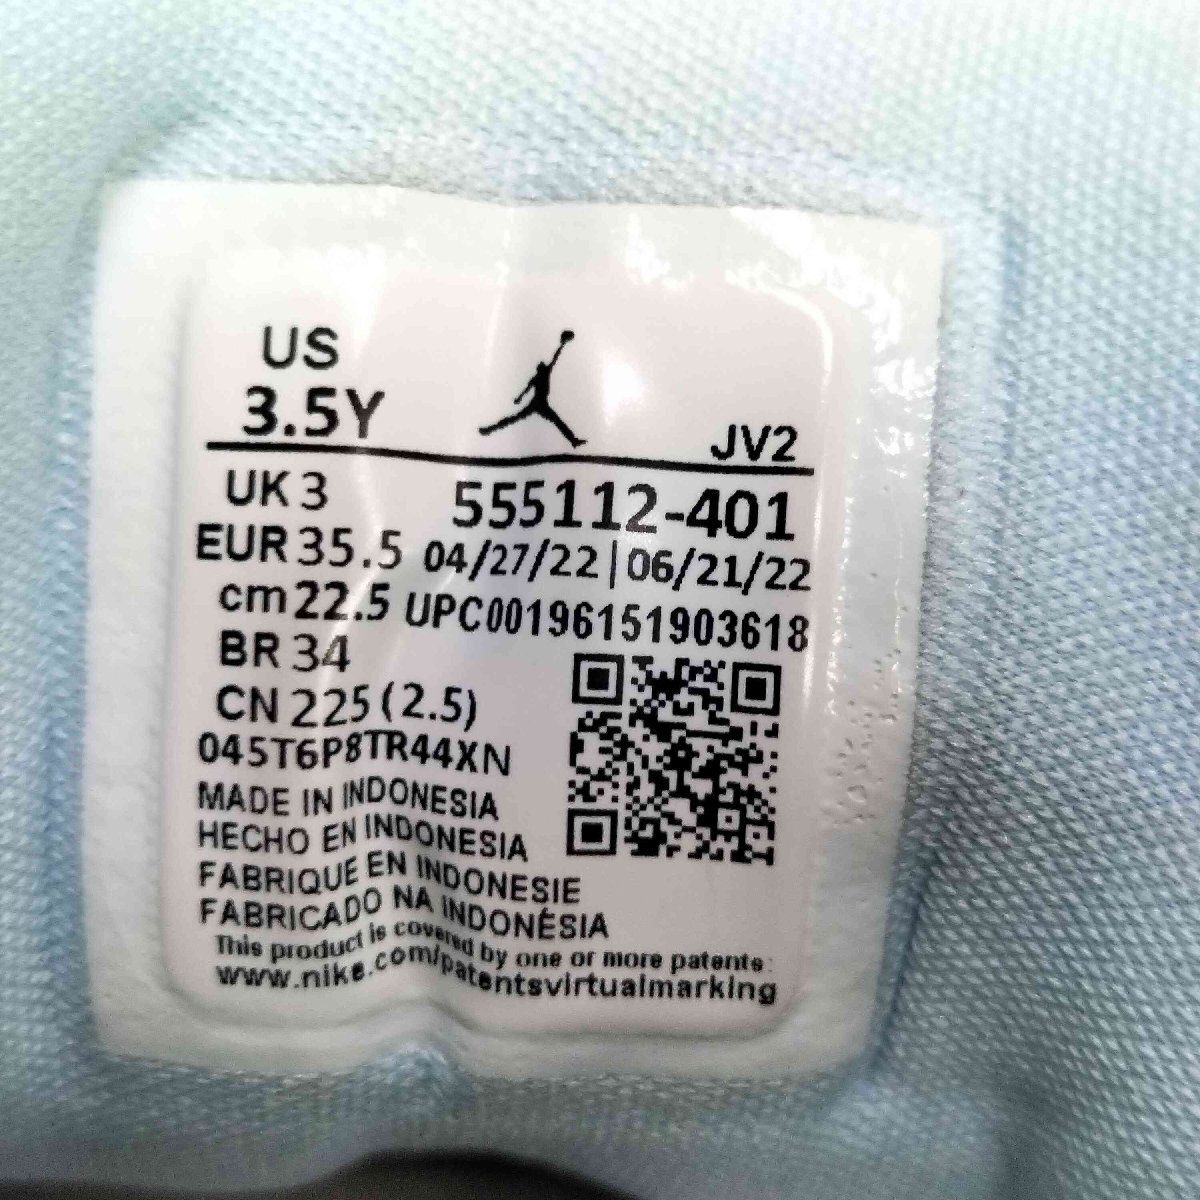 US
3.5Y
JV2
UK 3
555112-401
EUR 35.5
04/27/22 | 06/21/22
cm 22.5
UPC00196151903618
BR 34
CN 225 (2.5)
045T6P8TR44XN
MADE IN INDONESIA
HECHO EN INDONESIA
FABRIQUE EN INDONESIE
FABRICADO NA INDONÉSIA
This product is covered by one or more patents:
www.nike.com/patentsvirtualmarking